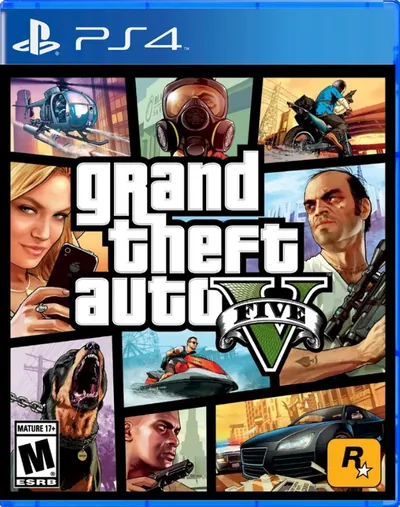 PS4
grand
theft
auto
V
FIVE
MATURE 17+
M
ESRB
R